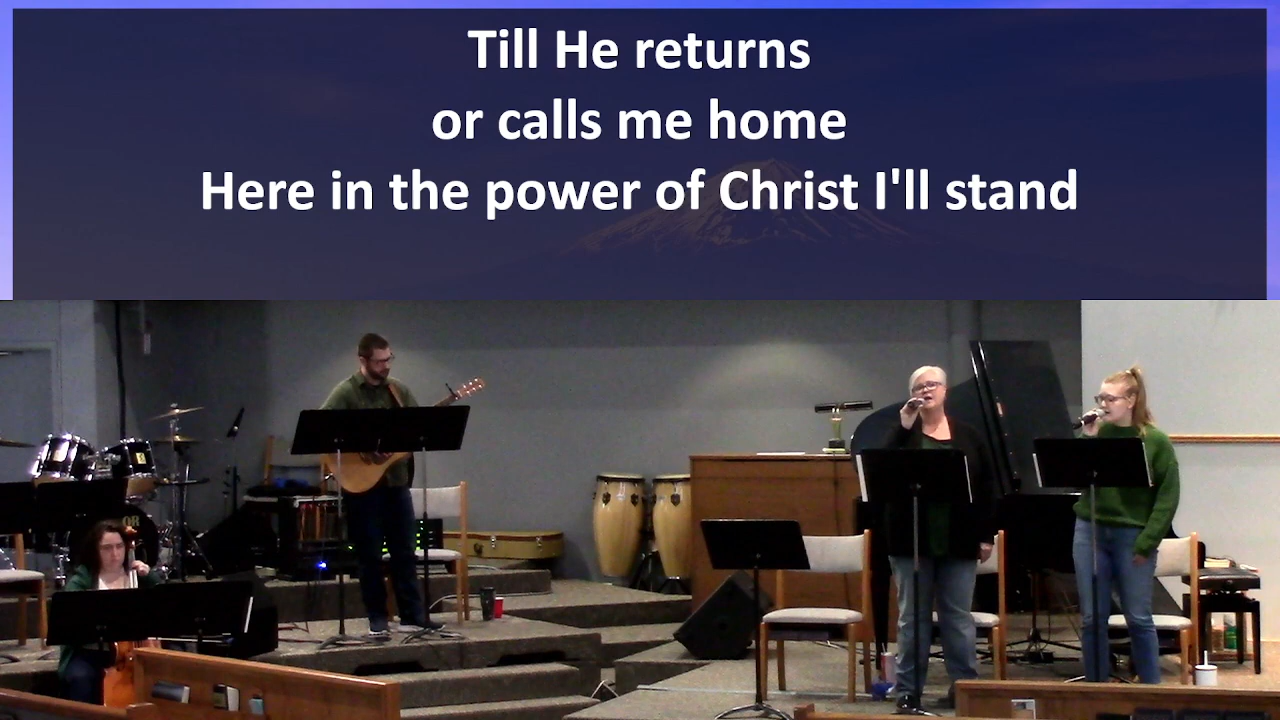 Till He returns
or calls me home
Here in the power of Christ I'll stand